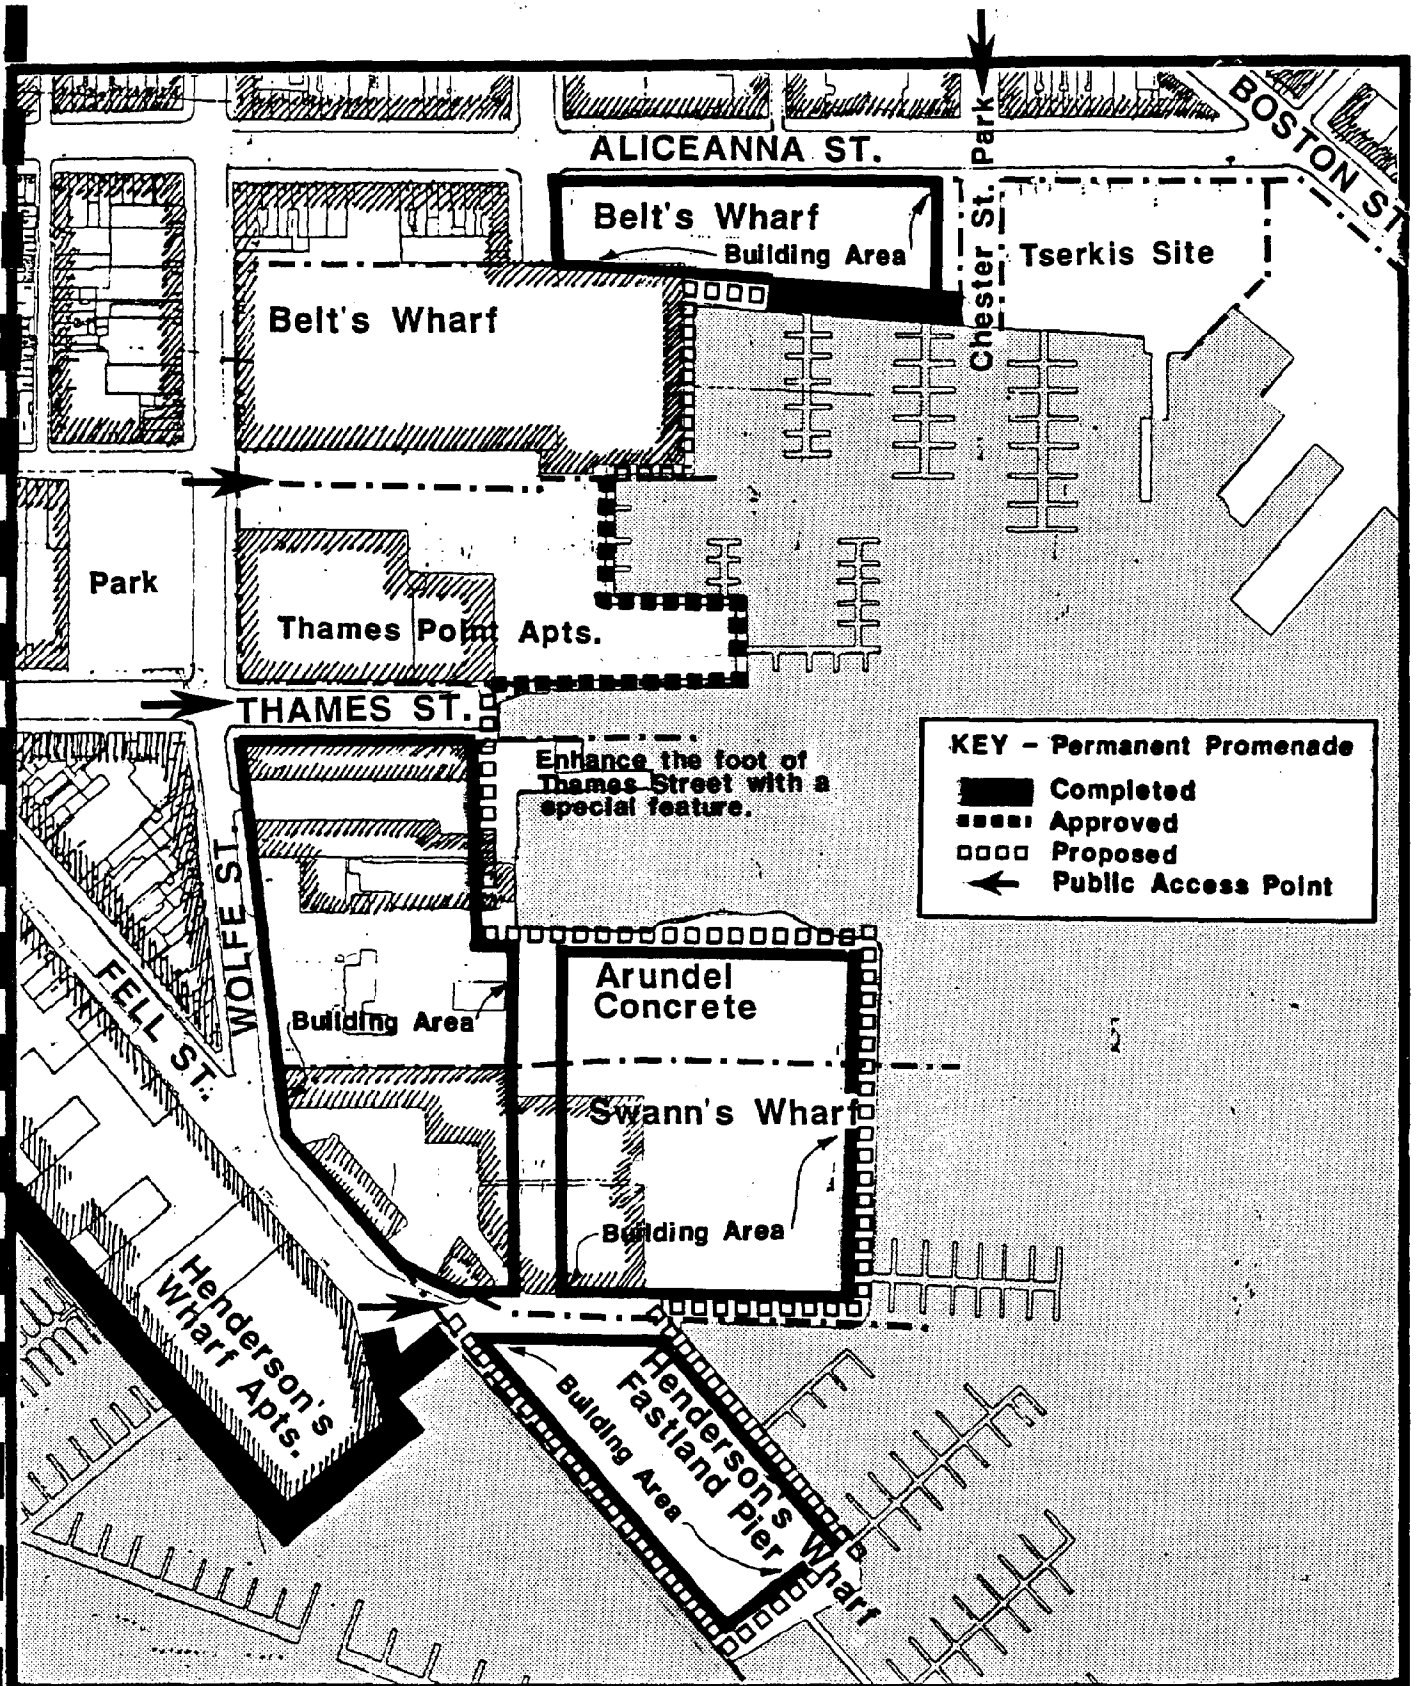 ALICEANNA ST.
BOSTON ST.
Chester St. Park
Belt's Wharf
Building Area
Tserkis Site
Belt's Wharf
Park
Thames Point Apts.
THAMES ST.
Enhance the foot of
Thames Street with a
special feature.
KEY – Permanent Promenade
Completed
Approved
Proposed
Public Access Point
WOLFE ST.
FELL ST.
Building Area
Arundel
Concrete
Swann's Wharf
Building Area
Henderson's
Wharf Apts.
Building Area
Henderson's Wharf
Fastland Pier